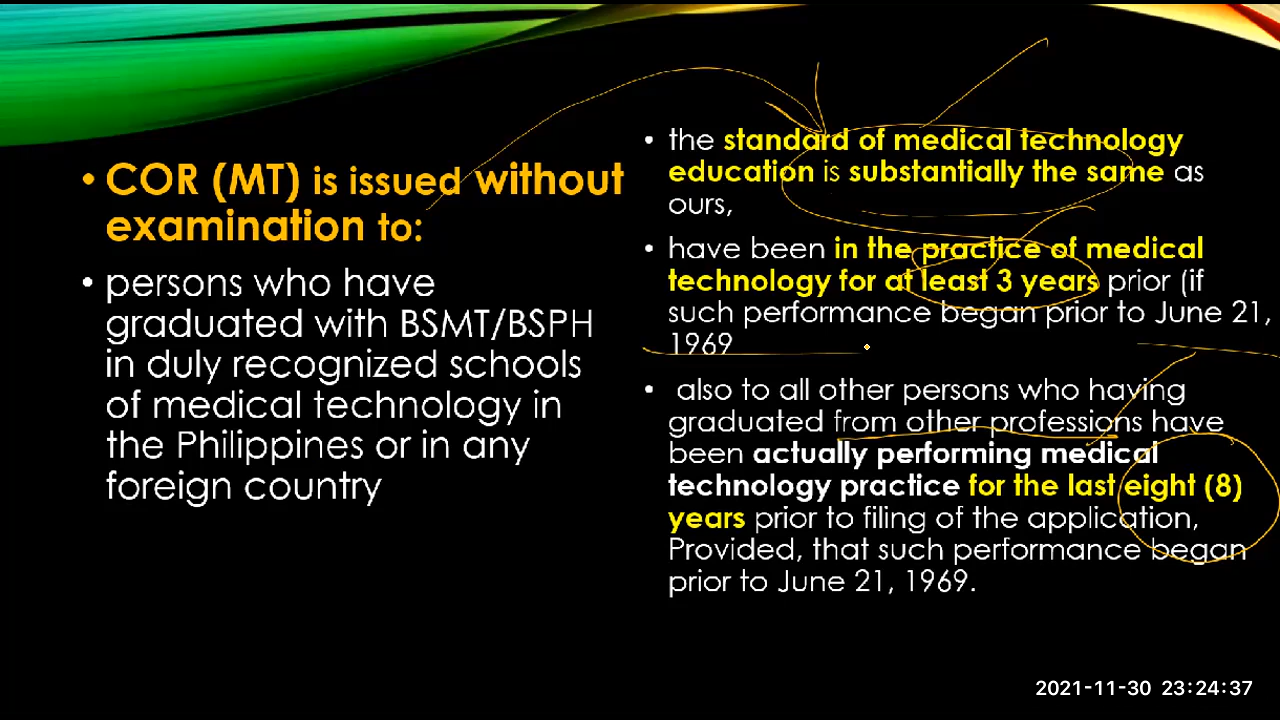 • COR (MT) is issued without
examination to:
• persons who have
graduated with BSMT/BSPH
in duly recognized schools
of medical technology in
the Philippines or in any
foreign country
• the standard of medical technology
education is substantially the same as
ours,
• have been in the practice of medical
technology for at least 3 years prior (if
such performance began prior to June 21,
1969
• also to all other persons who having
graduated from other professions have
been actually performing medical
technology practice for the last eight (8)
years prior to filing of the application,
Provided, that such performance began
prior to June 21, 1969.
2021-11-30 23:24:37